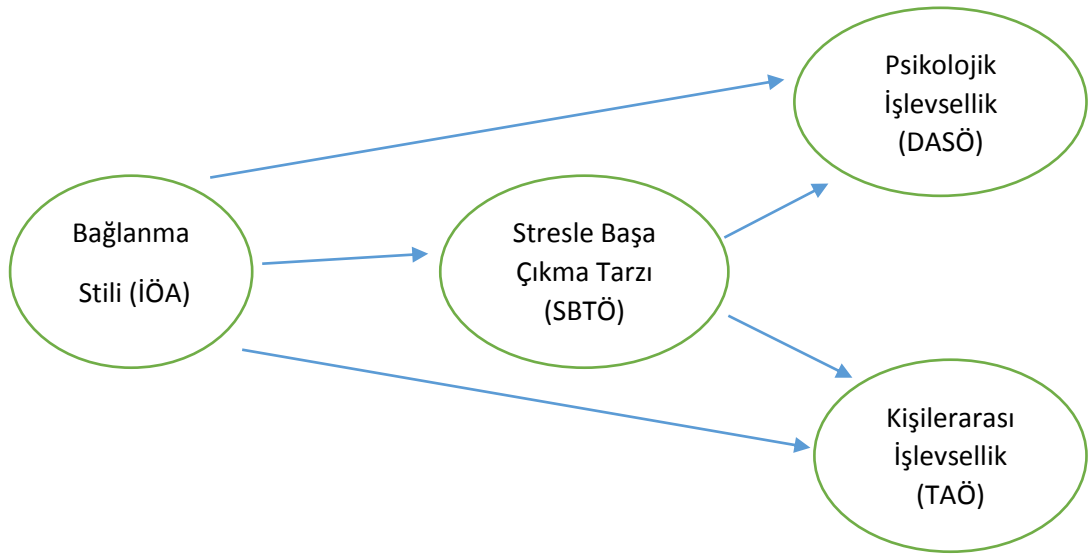 Psikolojik
İşlevsellik
(DASÖ)
Bağlanma
Stili (İÖA)
Stresle Başa
Çıkma Tarzı
(SBTÖ)
Kişilerarası
İşlevsellik
(TAÖ)